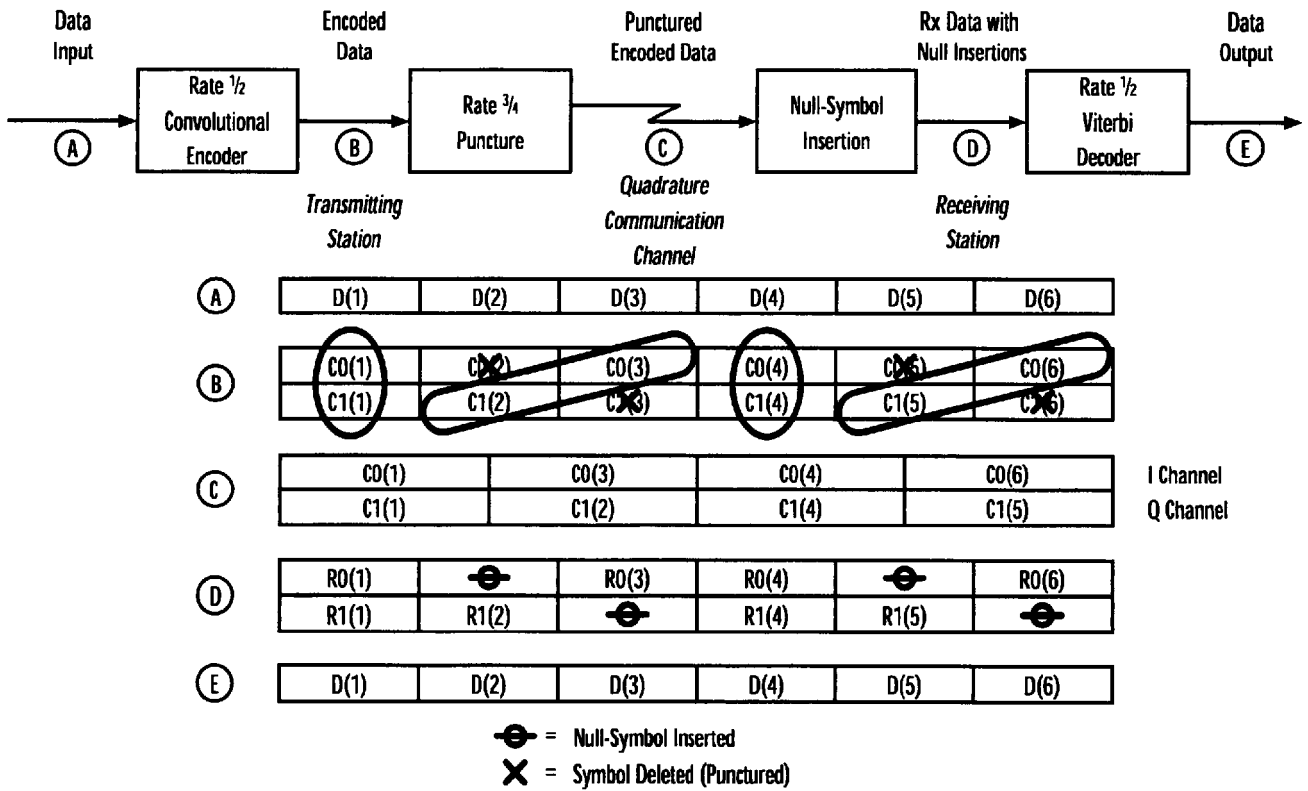 Data Input
Encoded Data
Punctured Encoded Data
Rx Data with Null Insertions
Data Output
Rate 1/2 Convolutional Encoder
Rate 3/4 Puncture
Null-Symbol Insertion
Rate 1/2 Viterbi Decoder
A
B
C
D
E
Transmitting Station
Quadrature Communication Channel
Receiving Station
A
D(1) D(2) D(3) D(4) D(5) D(6)
B
C0(1) C0(3) C0(4) C0(6)
C1(1) C1(2) C1(4) C1(5)
C
C0(1) C0(3) C0(4) C0(6) I Channel
C1(1) C1(2) C1(4) C1(5) Q Channel
D
R0(1) R0(3) R0(4) R0(6)
R1(1) R1(2) R1(4) R1(5)
E
D(1) D(2) D(3) D(4) D(5) D(6)
= Null-Symbol Inserted
= Symbol Deleted (Punctured)